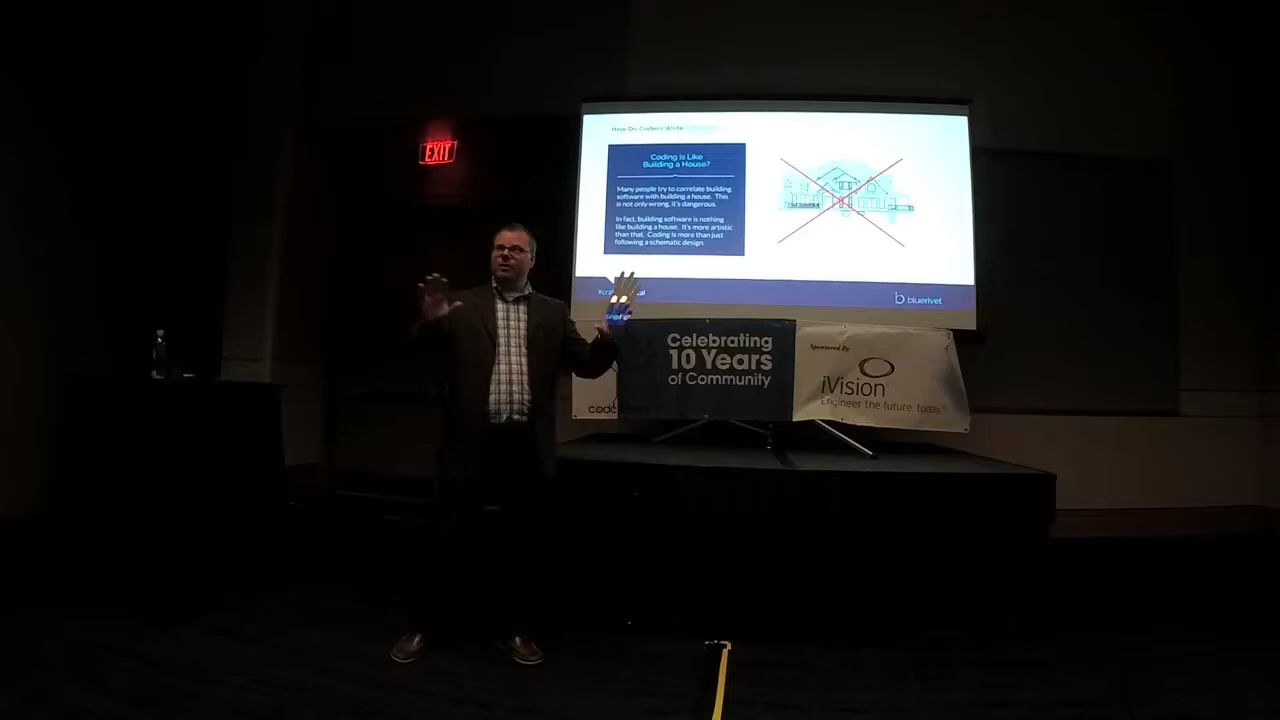 How Do Coders Write
EXIT
Coding is Like
Building a House?
Many people try to correlate building
software with building a house. This
is not only wrong, it's dangerous.
In fact, building software is nothing
like building a house. It's more artistic
than that. Coding is more than just
following a schematic design.
bluerivet
Celebrating
10 Years
of Community
Sponsored By:
iVision
Engineer the future, today.